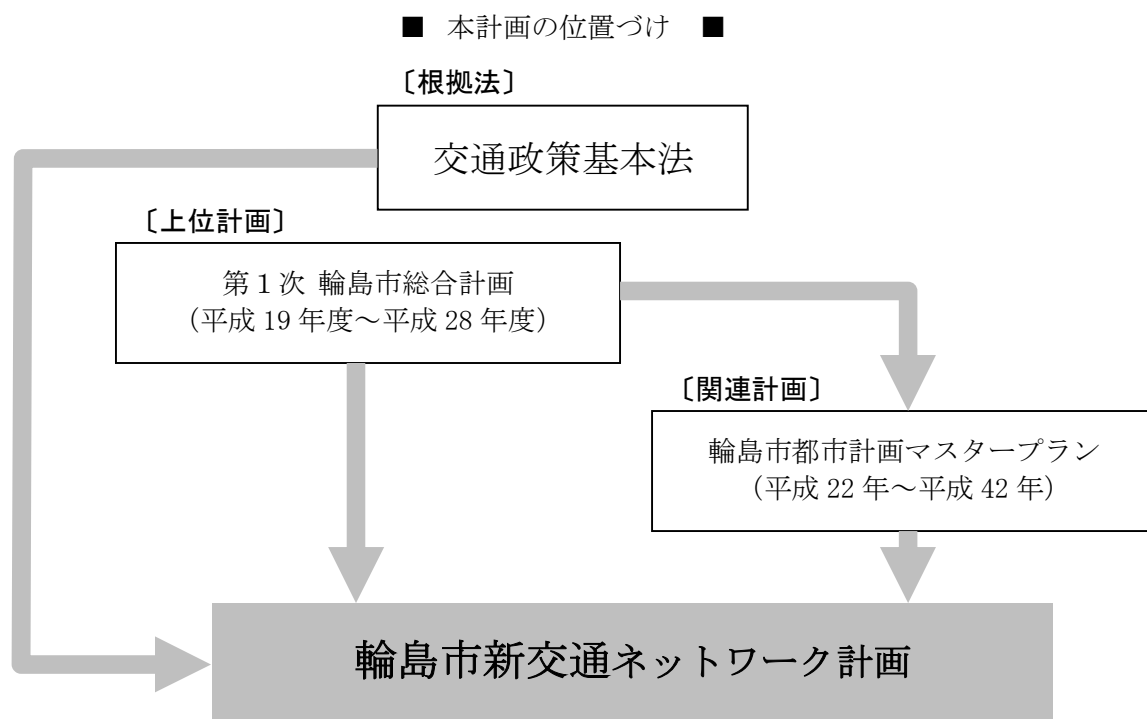 ■ 本計画の位置づけ ■
〔根拠法〕
交通政策基本法
〔上位計画〕
第１次 輪島市総合計画
（平成 19 年度～平成 28 年度）
〔関連計画〕
輪島市都市計画マスタープラン
（平成 22 年～平成 42 年）
輪島市新交通ネットワーク計画